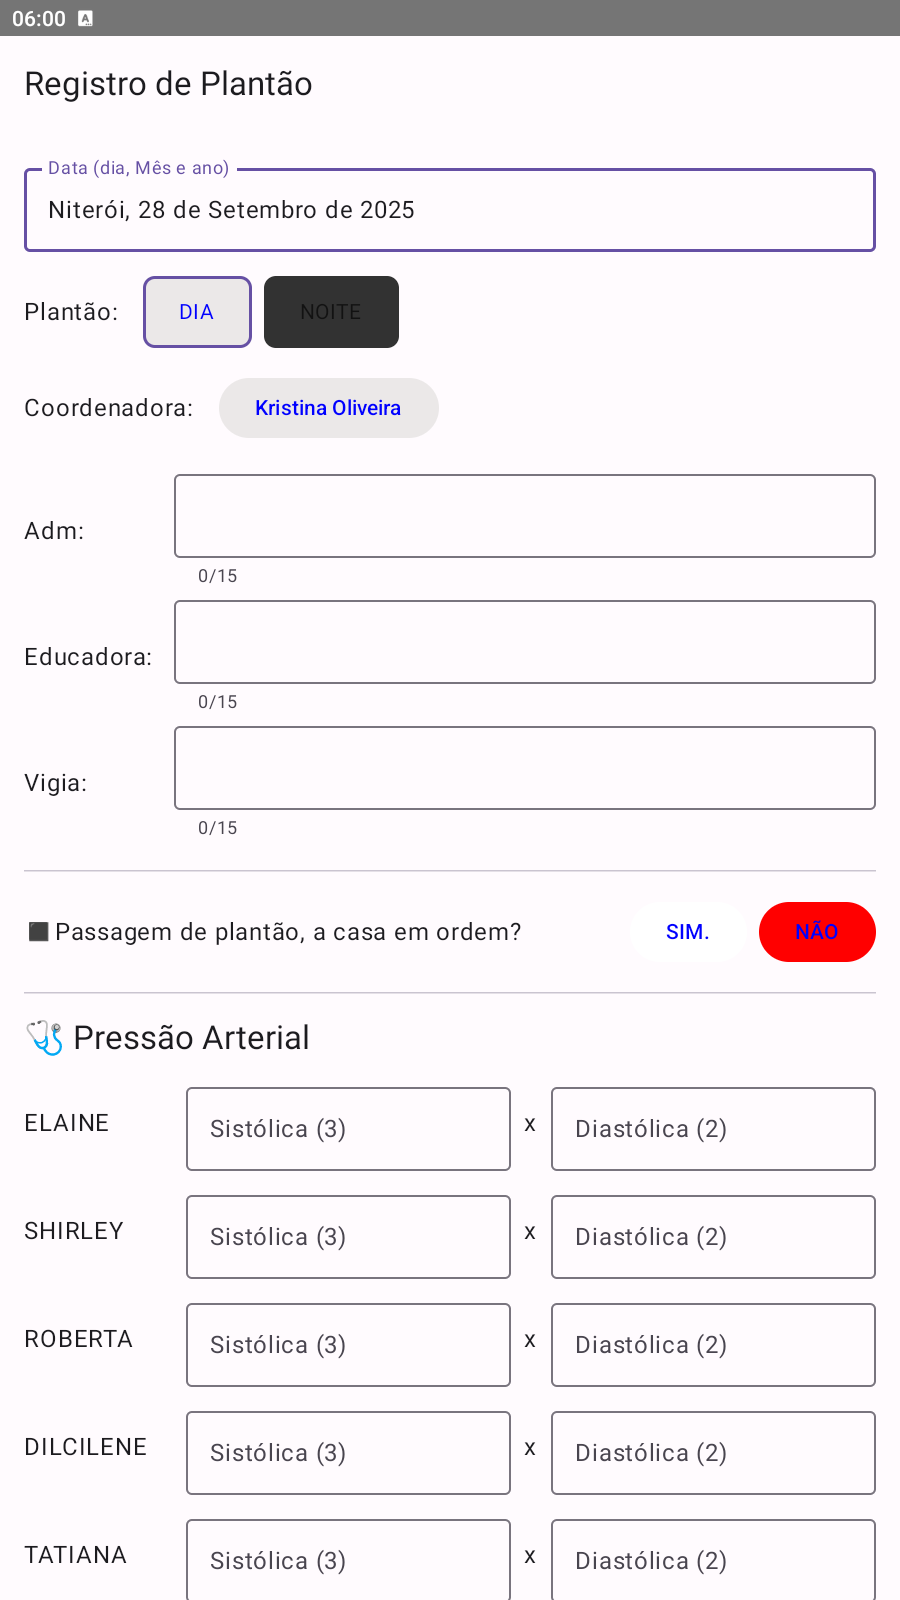 06:00
Registro de Plantão
Data (dia, Mês e ano)
Niterói, 28 de Setembro de 2025
Plantão: DIA NOITE
Coordenadora: Kristina Oliveira
Adm:
0/15
Educadora:
0/15
Vigia:
0/15
Passagem de plantão, a casa em ordem? SIM. NÃO
Pressão Arterial
ELAINE Sistólica (3) x Diastólica (2)
SHIRLEY Sistólica (3) x Diastólica (2)
ROBERTA Sistólica (3) x Diastólica (2)
DILCILENE Sistólica (3) x Diastólica (2)
TATIANA Sistólica (3) x Diastólica (2)